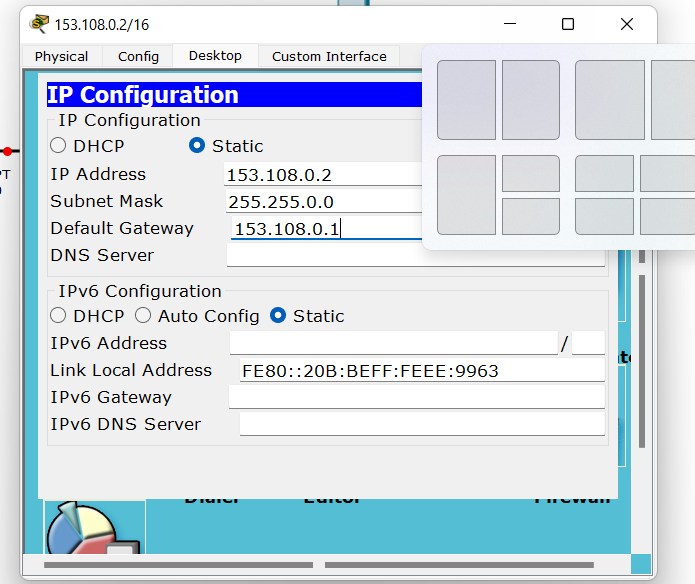 153.108.0.2/16
Physical Config Desktop Custom Interface
IP Configuration
IP Configuration
DHCP Static
IP Address 153.108.0.2
Subnet Mask 255.255.0.0
Default Gateway 153.108.0.1
DNS Server
IPv6 Configuration
DHCP Auto Config Static
IPv6 Address /
Link Local Address FE80::20B:BEFF:FEEE:9963
IPv6 Gateway
IPv6 DNS Server
Dialer Editor Firewall